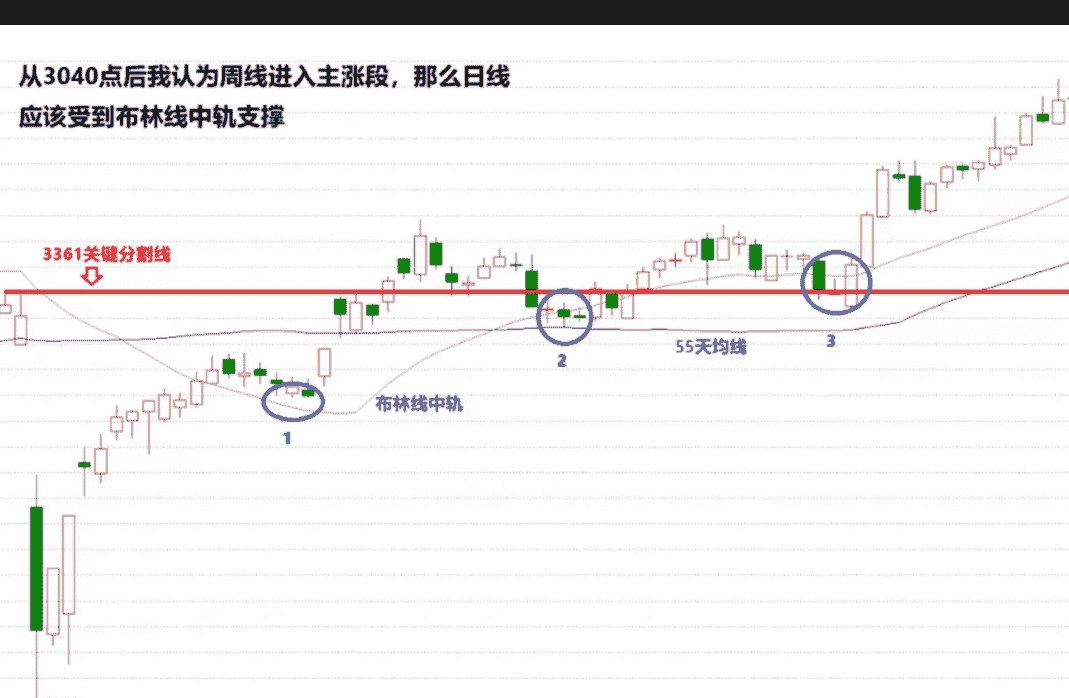 从3040点后我认为周线进入主涨段，那么日线
应该受到布林线中轨支撑
3361关键分割线
55天均线
布林线中轨
1
2
3